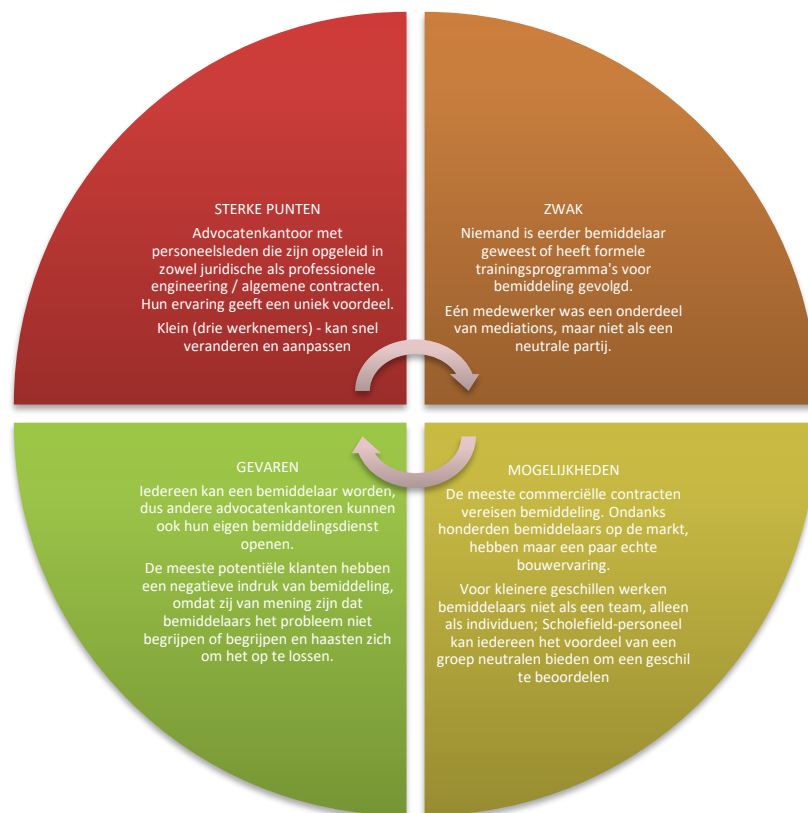 STERKE PUNTEN
Advocatenkantoor met
personeelsleden die zijn opgeleid in
zowel juridische als professionele
engineering / algemene contracten.
Hun ervaring geeft een uniek voordeel.
Klein (drie werknemers) - kan snel
veranderen en aanpassen
ZWAK
Niemand is eerder bemiddelaar
geweest of heeft formele
trainingsprogramma's voor
bemiddeling gevolgd.
Eén medewerker was een onderdeel
van mediations, maar niet als een
neutrale partij.
GEVAREN
Iedereen kan een bemiddelaar worden,
dus andere advocatenkantoren kunnen
ook hun eigen bemiddelingsdienst
openen.
De meeste potentiële klanten hebben
een negatieve indruk van bemiddeling,
omdat zij van mening zijn dat
bemiddelaars het probleem niet
begrijpen of begrijpen en haasten zich
om het op te lossen.
MOGELIJKHEDEN
De meeste commerciële contracten
vereisen bemiddeling. Ondanks
honderden bemiddelaars op de markt,
hebben maar een paar echte
bouwervaring.
Voor kleinere geschillen werken
bemiddelaars niet als een team, alleen
als individuen; Scholefield-personeel
kan iedereen het voordeel van een
groep neutralen bieden om een geschil
te beoordelen